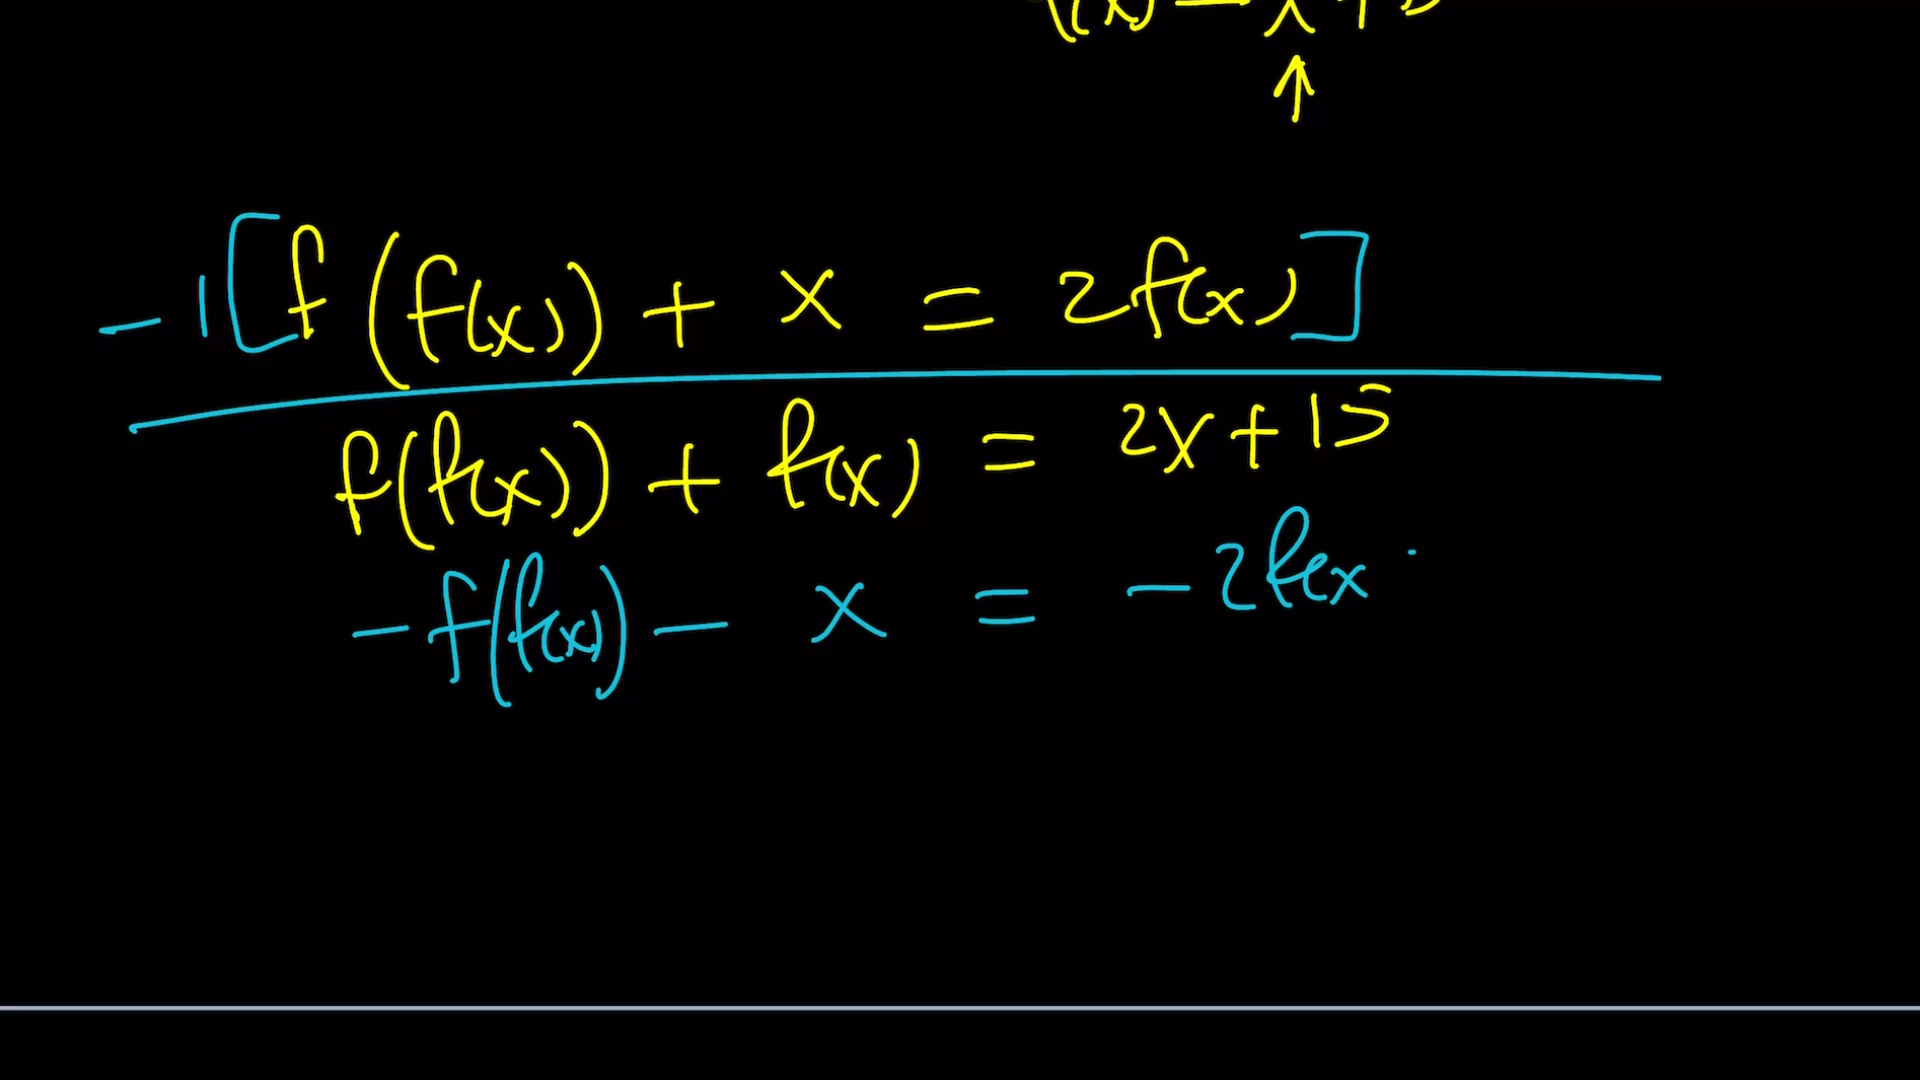 -1[f(f(x))+ x = 2f(x)]
f(f(x)) + f(x) = 2x+15
-f(f(x)) - x = -2f(x